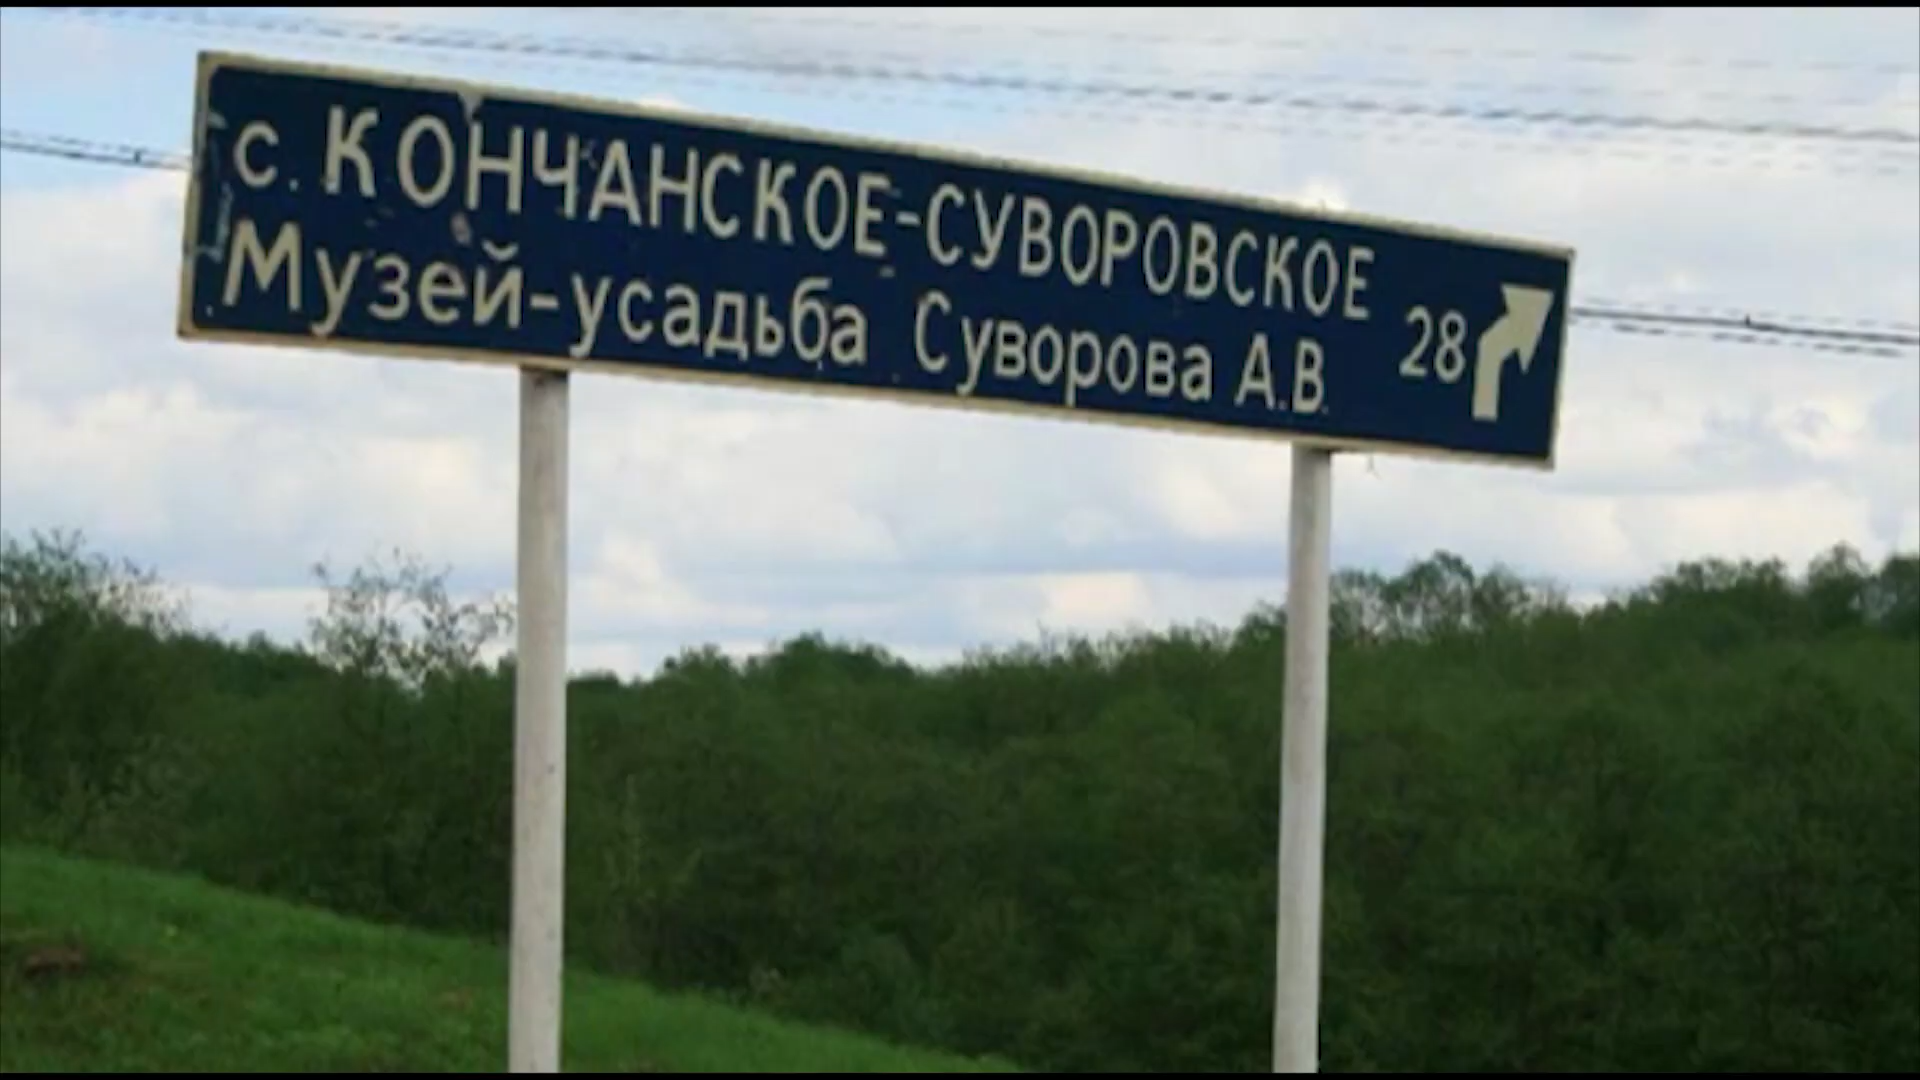 с. КОНЧАНСКОЕ-СУВОРОВСКОЕ
Музей-усадьба Суворова А.В. 28